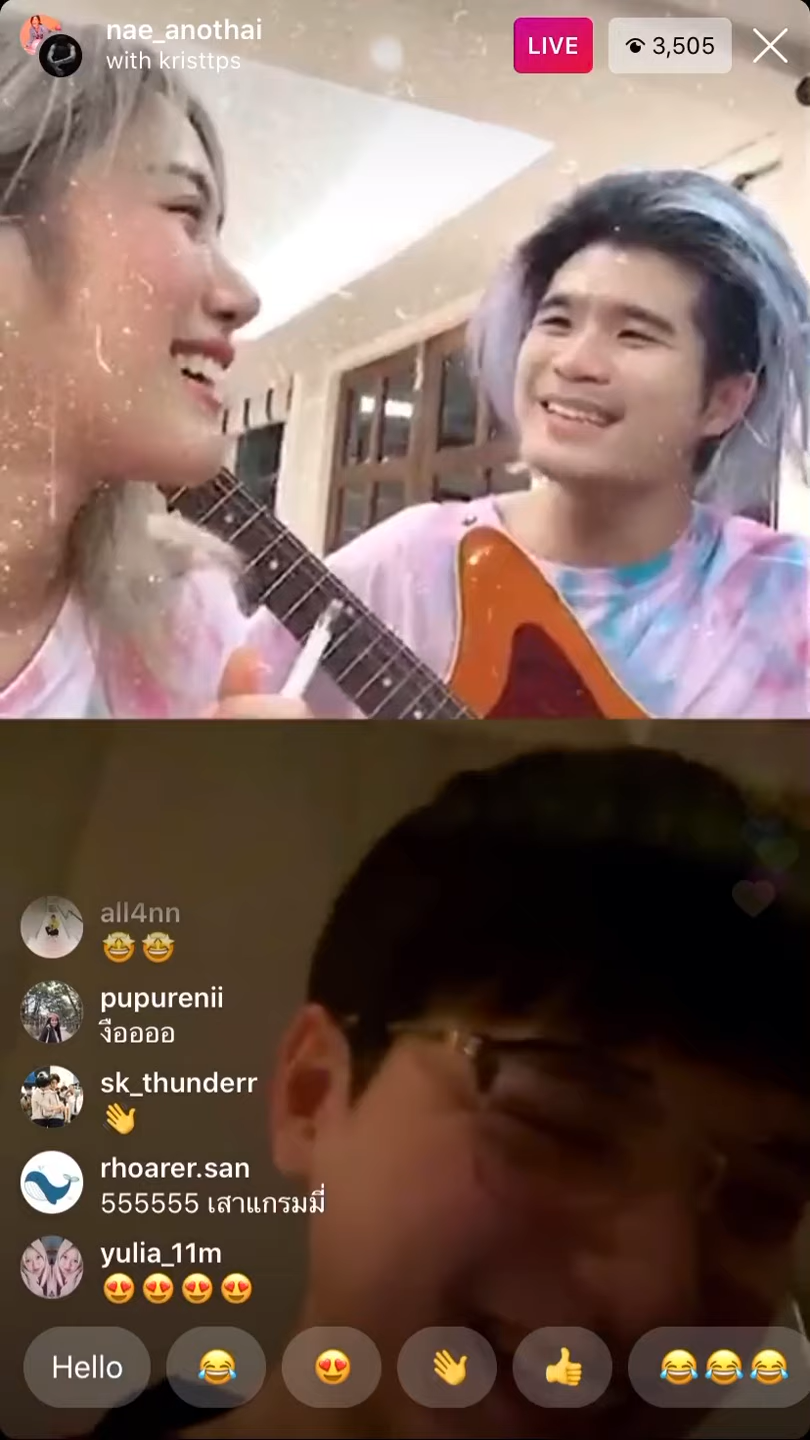 nae_anothai
with kristtps
LIVE
3,505
all4nn
🤩🤩
pupurenii
งืออออ
sk_thunderr
👋
rhoarer.san
555555 เสาแกรมมี่
yulia_11m
😍😍😍😍
Hello 😂 😍 👋 👍 😂😂😂